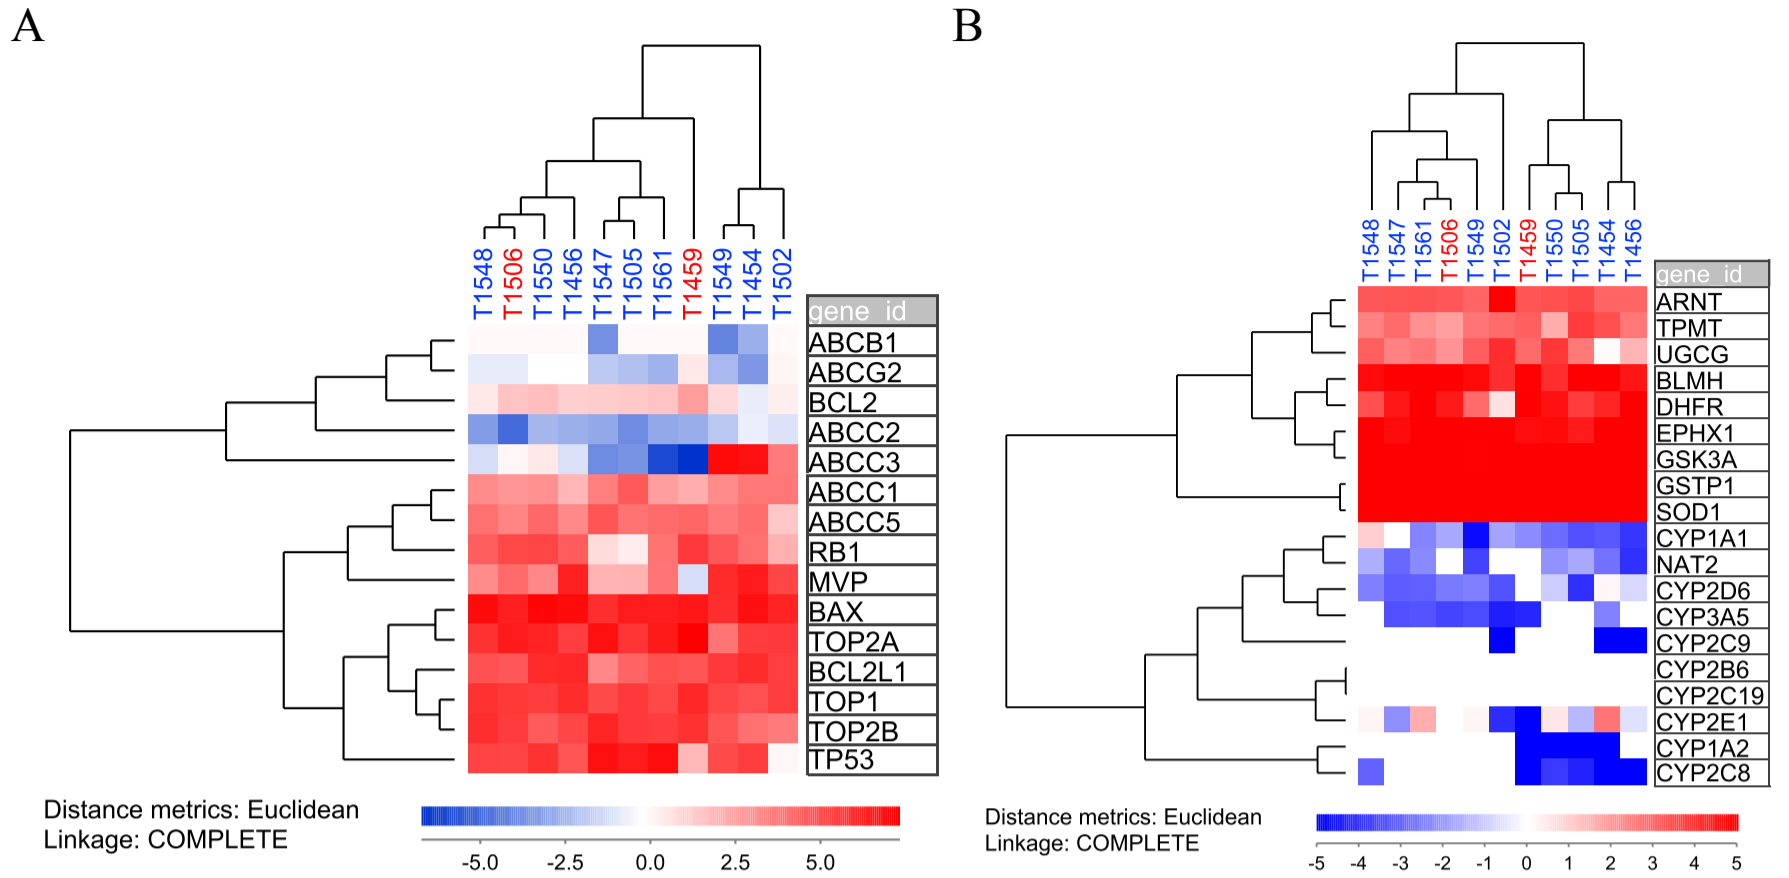 A
T1548 T1506 T1550 T1456 T1547 T1505 T1561 T1459 T1549 T1454 T1502
gene_id
ABCB1
ABCG2
BCL2
ABCC2
ABCC3
ABCC1
ABCC5
RB1
MVP
BAX
TOP2A
BCL2L1
TOP1
TOP2B
TP53
Distance metrics: Euclidean
Linkage: COMPLETE
-5.0 -2.5 0.0 2.5 5.0
B
T1548 T1547 T1561 T1506 T1549 T1502 T1459 T1550 T1505 T1454 T1456
gene_id
ARNT
TPMT
UGCG
BLMH
DHFR
EPHX1
GSK3A
GSTP1
SOD1
CYP1A1
NAT2
CYP2D6
CYP3A5
CYP2C9
CYP2B6
CYP2C19
CYP2E1
CYP1A2
CYP2C8
Distance metrics: Euclidean
Linkage: COMPLETE
-5 -4 -3 -2 -1 0 1 2 3 4 5